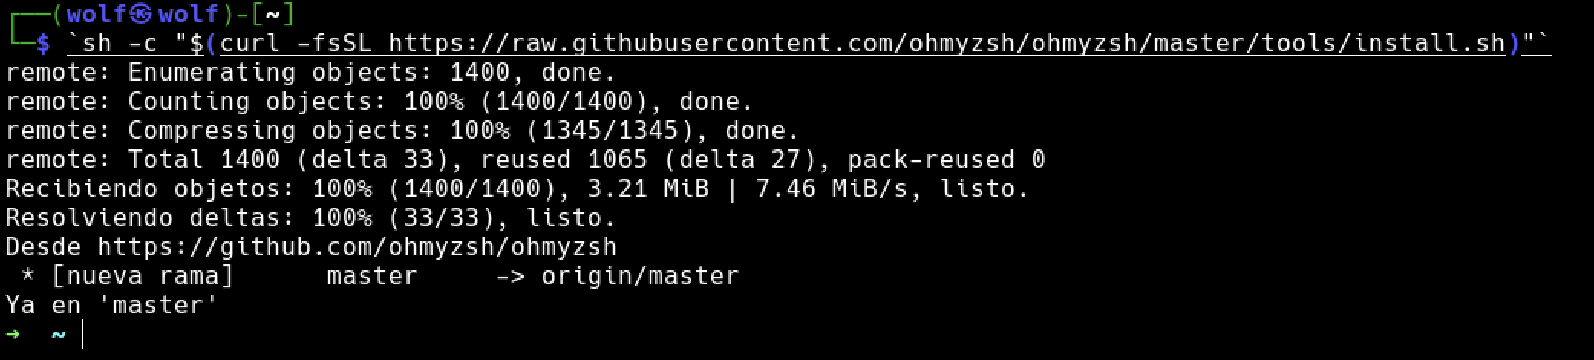 ┌──(wolf㉿wolf)-[~]
└─$ `sh -c "$(curl -fsSL https://raw.githubusercontent.com/ohmyzsh/ohmyzsh/master/tools/install.sh)"`
remote: Enumerating objects: 1400, done.
remote: Counting objects: 100% (1400/1400), done.
remote: Compressing objects: 100% (1345/1345), done.
remote: Total 1400 (delta 33), reused 1065 (delta 27), pack-reused 0
Recibiendo objetos: 100% (1400/1400), 3.21 MiB | 7.46 MiB/s, listo.
Resolviendo deltas: 100% (33/33), listo.
Desde https://github.com/ohmyzsh/ohmyzsh
 * [nueva rama]      master     -> origin/master
Ya en 'master'
➜  ~